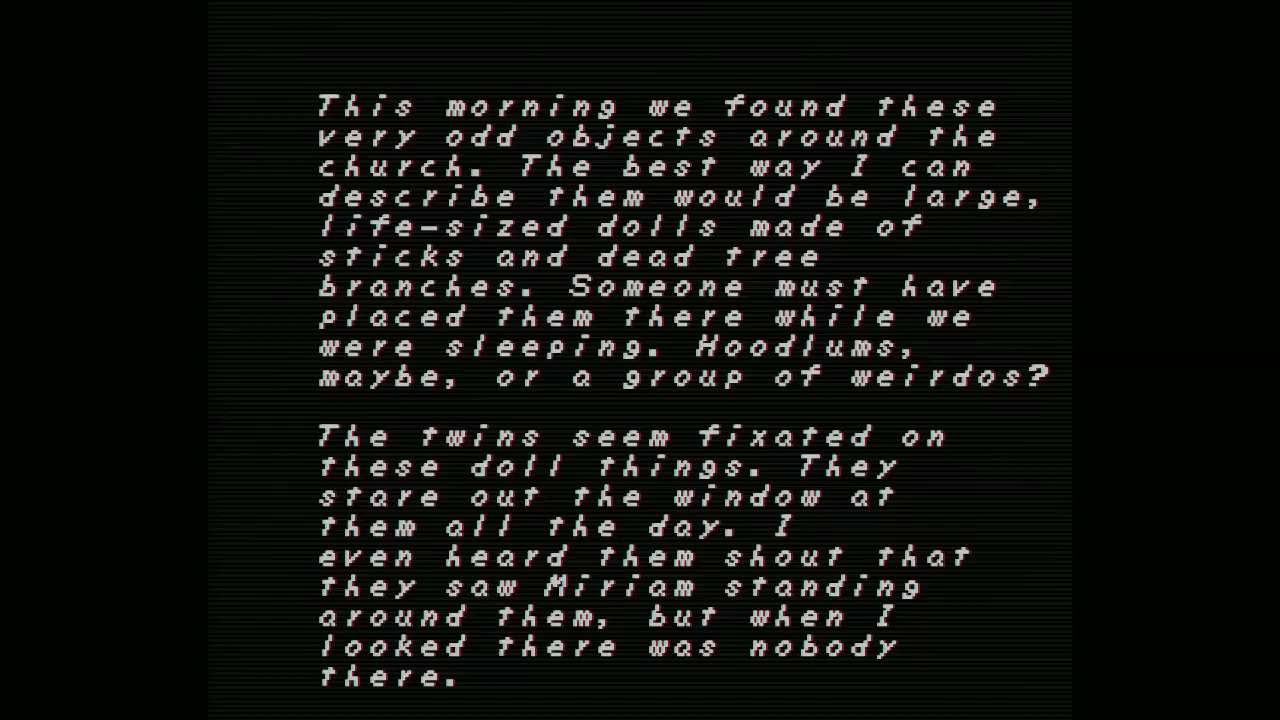 This morning we found these
very odd objects around the
church. The best way I can
describe them would be large,
life-sized dolls made of
sticks and dead tree
branches. Someone must have
placed them there while we
were sleeping. Hoodlums,
maybe, or a group of weirdos?
The twins seem fixated on
these doll things. They
stare out the window at
them all the day. I
even heard them shout that
they saw Miriam standing
around them, but when I
looked there was nobody
there.